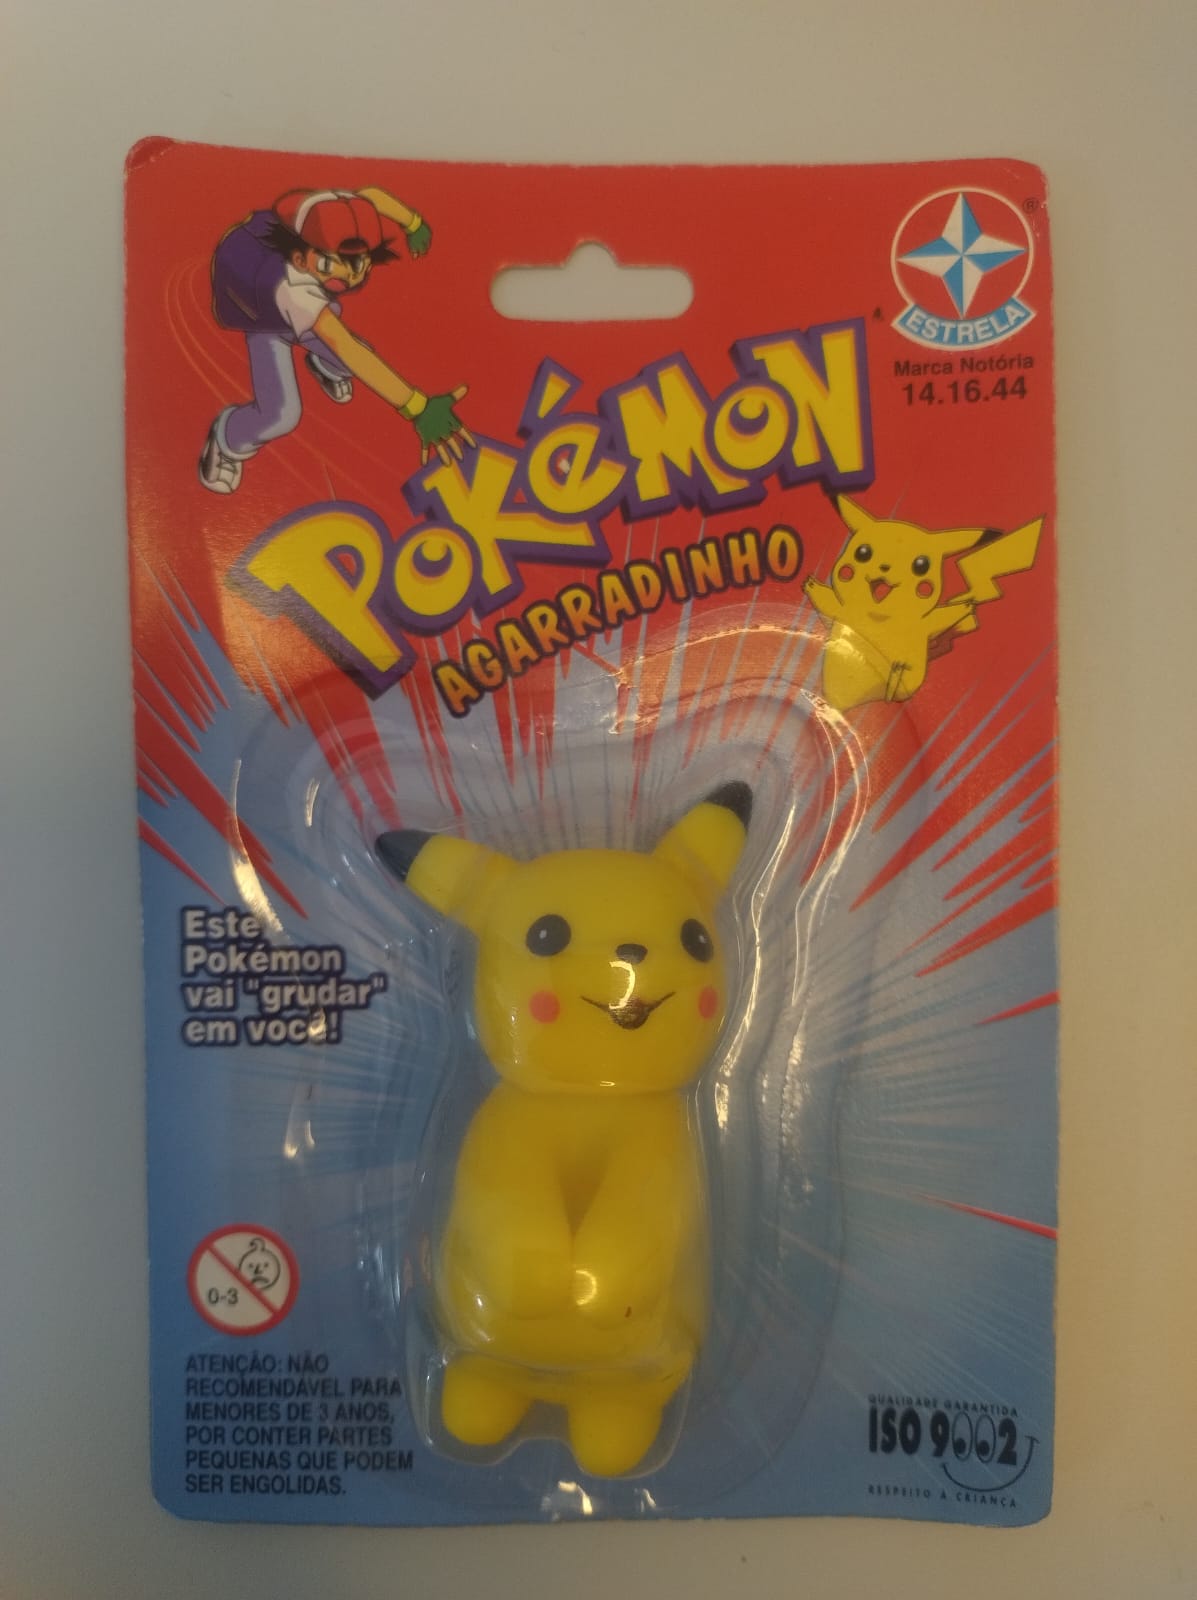 ESTRELA
®
Marca Notória
14.16.44
POKéMON
AGARRADINHO
Este
Pokémon
vai "grudar"
em você!
0-3
ATENÇÃO: NÃO
RECOMENDÁVEL PARA
MENORES DE 3 ANOS,
POR CONTER PARTES
PEQUENAS QUE PODEM
SER ENGOLIDAS.
QUALIDADE GARANTIDA
ISO 9002
RESPEITO À CRIANÇA